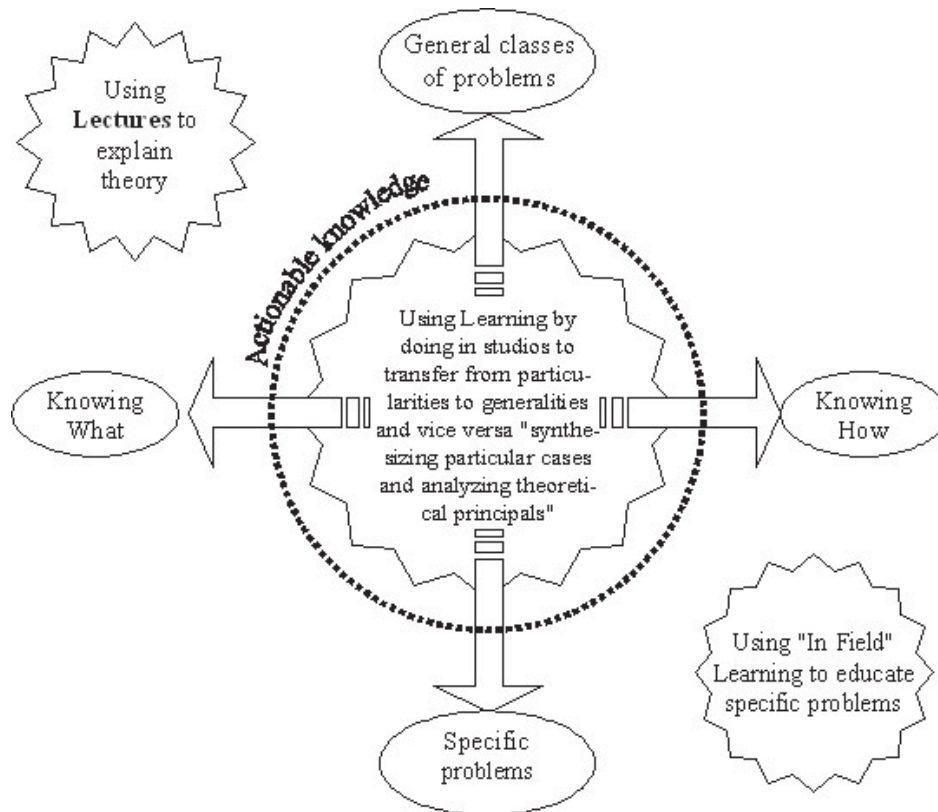 General classes
of problems
Using
Lectures to
explain
theory
Actionable knowledge
Using Learning by
doing in studios to
transfer from particu-
larities to generalities
and vice versa "synthe-
sizing particular cases
and analyzing theoreti-
cal principals"
Knowing
What
Knowing
How
Using "In Field"
Learning to educate
specific problems
Specific
problems